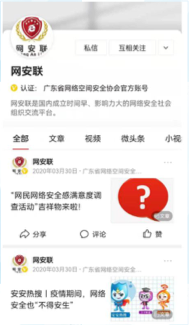 网安联
私信
互相关注
网安联
认证：广东省网络空间安全协会官方账号
网安联是国内成立时间早、影响力大的网络安全社会
组织交流平台。
全部
文章
视频
微头条
小视
网安联
2020年03月30日·广东省网络空间安全...
“网民网络安全感满意度调
查活动”吉祥物来啦！
分享
评论
赞
网安联
2020年03月30日·广东省网络空间安全...
安安热搜丨疫情期间，网络
安全也“不得安生”